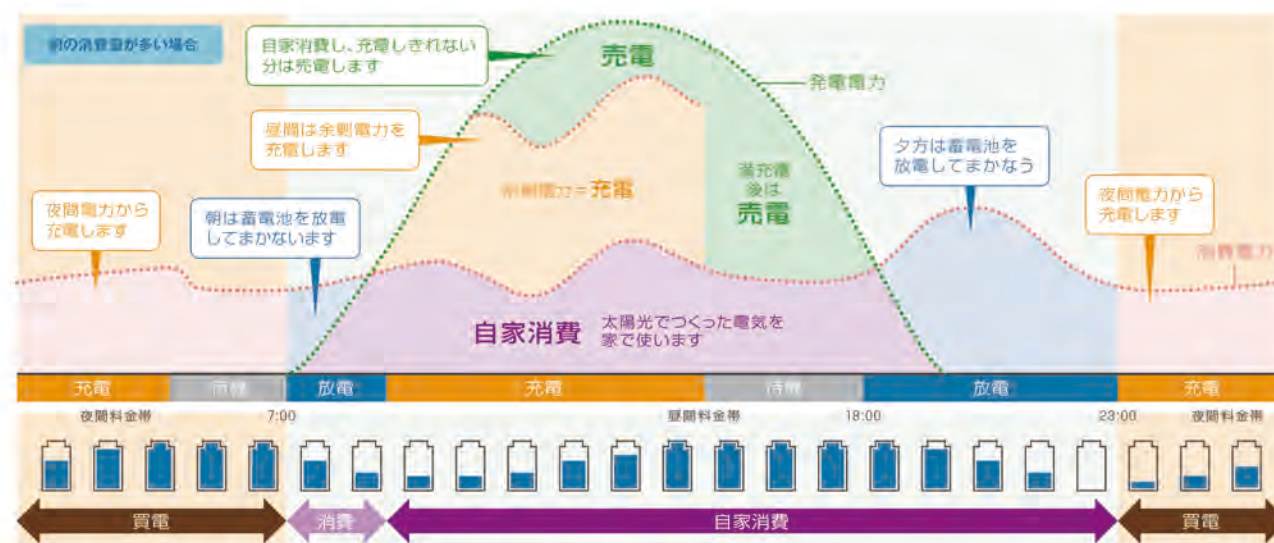 朝の消費量が多い場合
自家消費し、充電しきれない
分は売電します
売電
発電電力
昼間は余剰電力を
充電します
夕方は蓄電池を
放電してまかなう
満充電
後は
売電
余剰電力＝充電
夜間電力から
充電します
朝は蓄電池を放電
してまかないます
夜間電力から
充電します
消費電力
自家消費
太陽光でつくった電気を
家で使います
充電
待機
放電
充電
待機
放電
充電
夜間料金帯
7:00
昼間料金帯
18:00
23:00
夜間料金帯
買電
消費
自家消費
買電